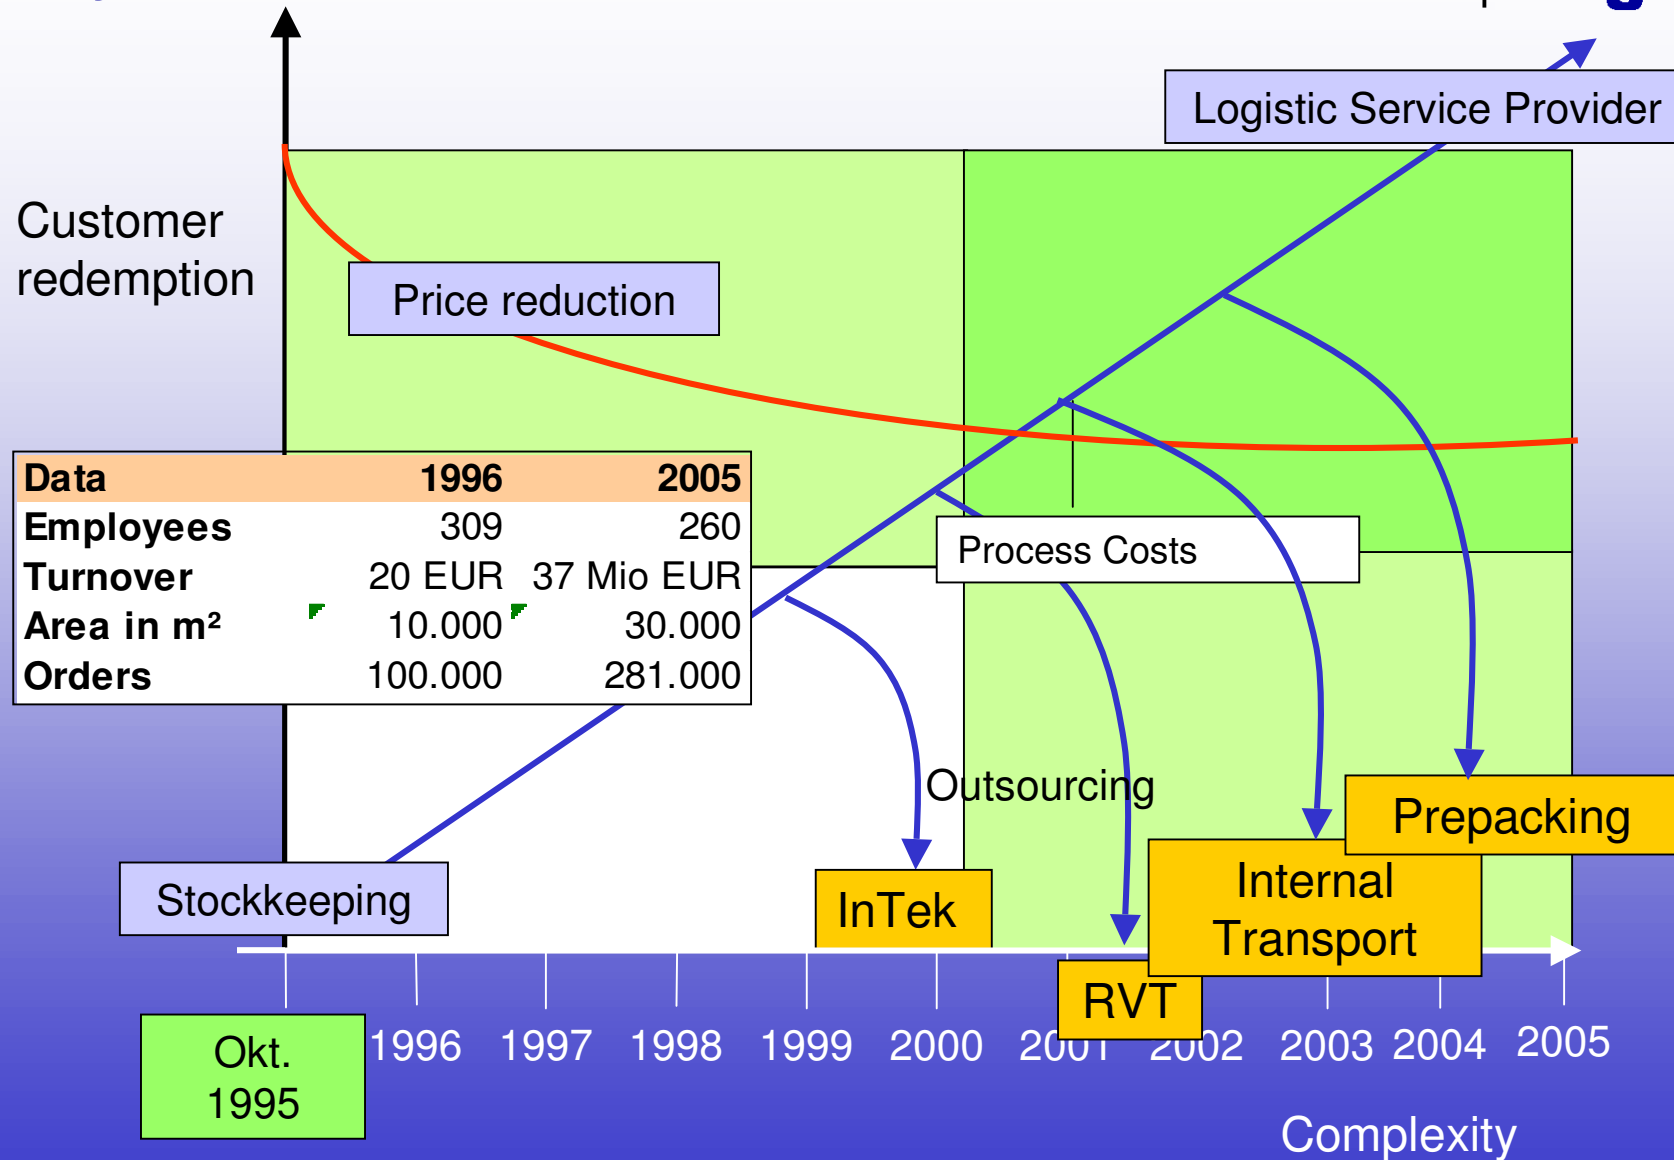 Logistic Service Provider
Customer
redemption
Price reduction
Data 1996 2005
Employees 309 260
Turnover 20 EUR 37 Mio EUR
Area in m² 10.000 30.000
Orders 100.000 281.000
Process Costs
Outsourcing
Prepacking
Stockkeeping
InTek
Internal
Transport
RVT
Okt.
1995
1996 1997 1998 1999 2000 2001 2002 2003 2004 2005
Complexity